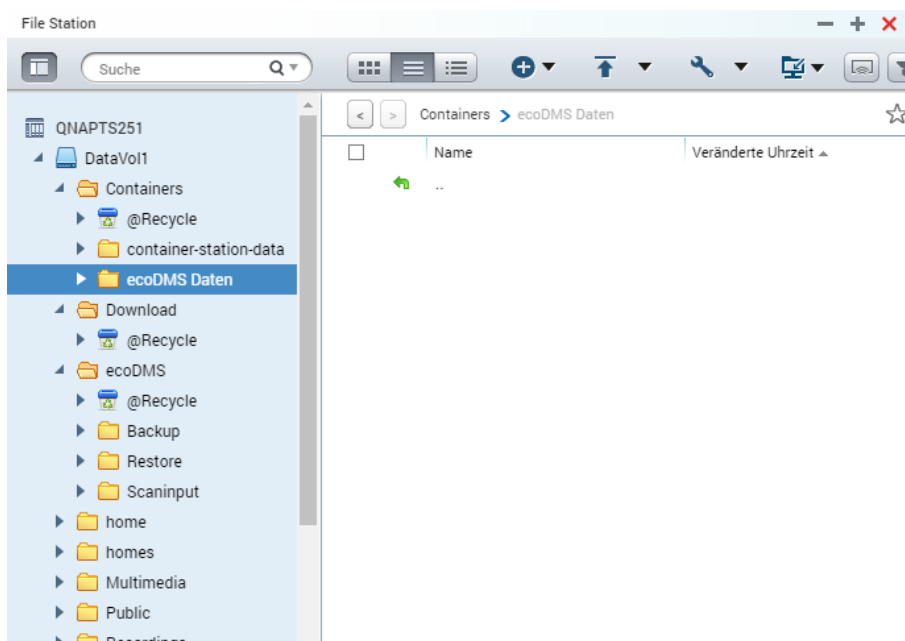 File Station
Suche
Containers ecoDMS Daten
Name Veränderte Uhrzeit
..
QNAPTS251
DataVol1
Containers
@Recycle
container-station-data
ecoDMS Daten
Download
@Recycle
ecoDMS
@Recycle
Backup
Restore
Scaninput
home
homes
Multimedia
Public